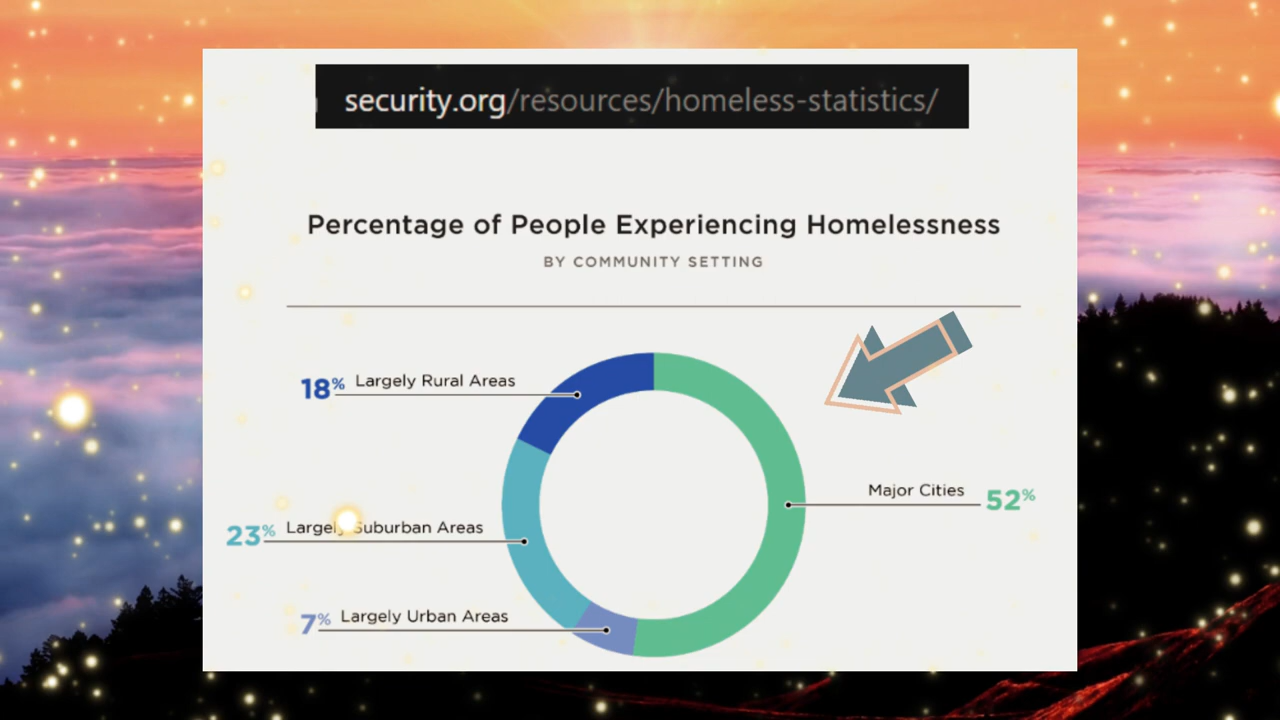 security.org/resources/homeless-statistics/
Percentage of People Experiencing Homelessness
BY COMMUNITY SETTING
18% Largely Rural Areas
Major Cities 52%
23% Largely Suburban Areas
7% Largely Urban Areas